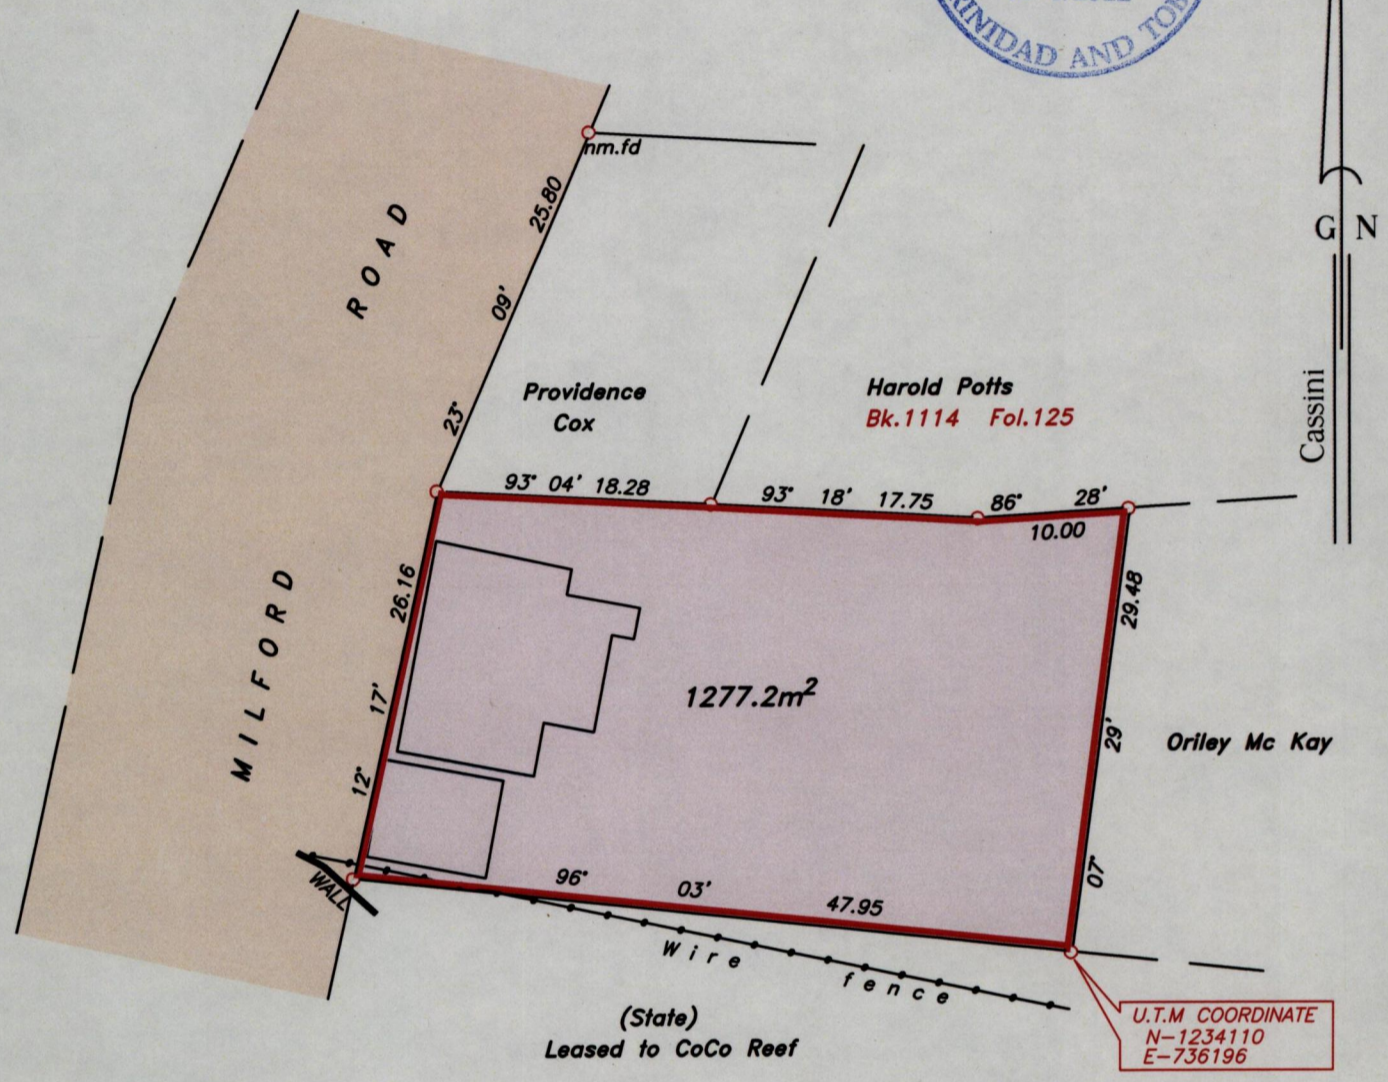 TRINIDAD AND TOB
nm.fd
25.80
09'
23°
ROAD
G N
Cassini
Providence
Cox
Harold Potts
Bk.1114 Fol.125
93° 04' 18.28
93° 18' 17.75
86° 28'
10.00
26.16
17'
12°
MILFORD
29.48
29'
07°
1277.2m²
Oriley Mc Kay
WALL
96° 03' 47.95
Wire fence
(State)
Leased to CoCo Reef
U.T.M COORDINATE
N-1234110
E-736196